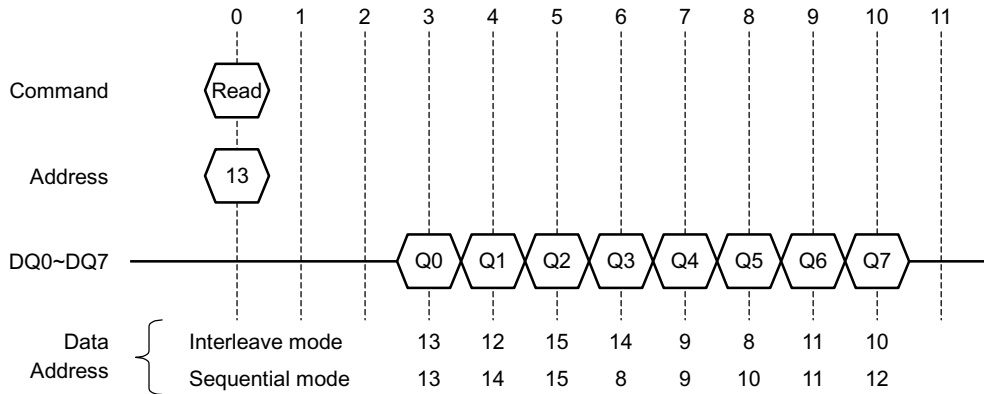 0 1 2 3 4 5 6 7 8 9 10 11
Command Read
Address 13
DQ0~DQ7 Q0 Q1 Q2 Q3 Q4 Q5 Q6 Q7
Data Address
Interleave mode 13 12 15 14 9 8 11 10
Sequential mode 13 14 15 8 9 10 11 12